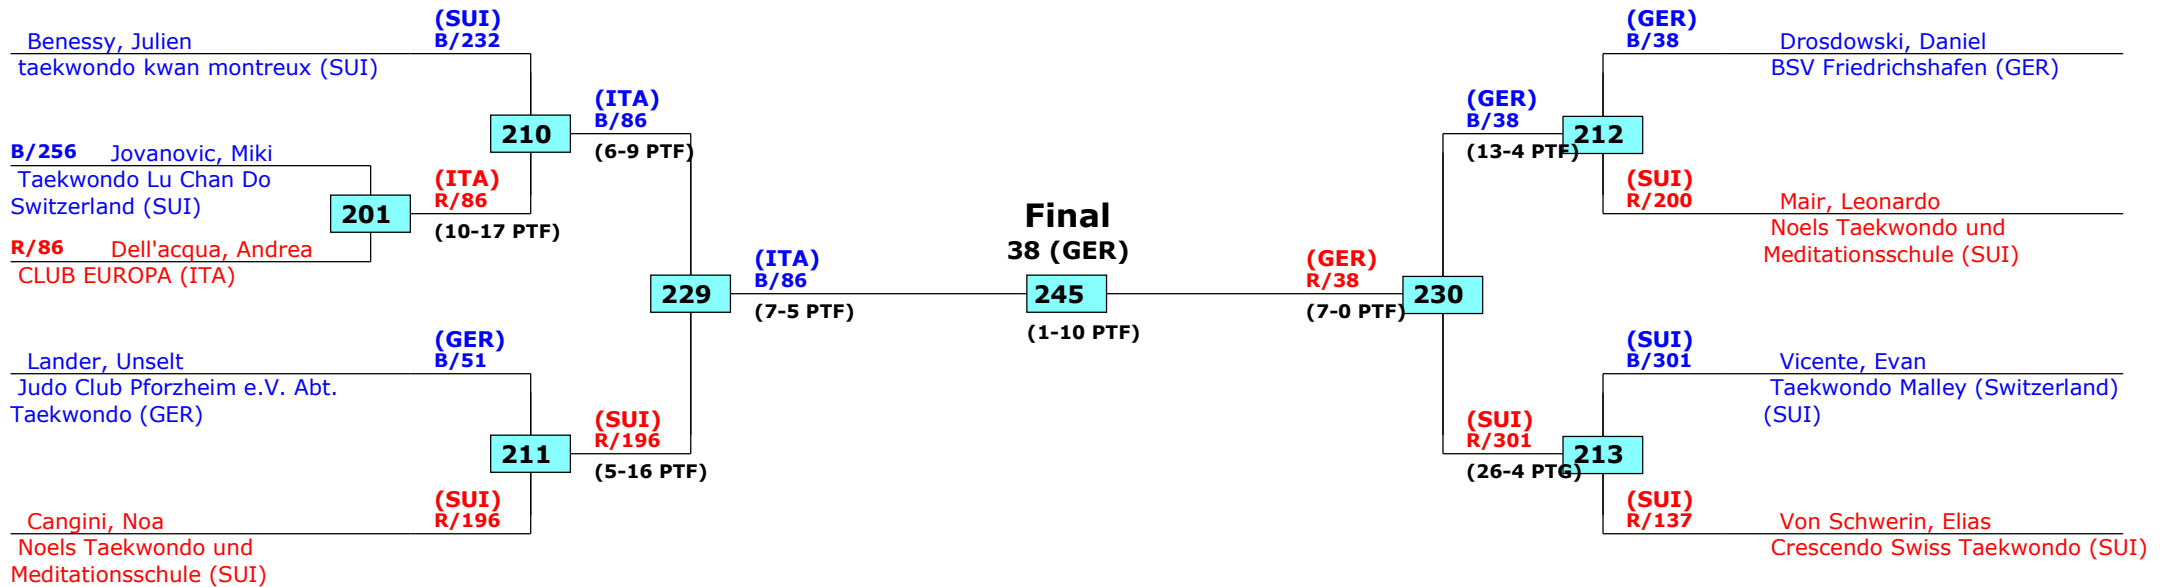 (SUI)
B/232
Benessy, Julien
taekwondo kwan montreux (SUI)
B/256 Jovanovic, Miki
Taekwondo Lu Chan Do
Switzerland (SUI)
201
R/86 Dell'acqua, Andrea
CLUB EUROPA (ITA)
(ITA)
R/86
(10-17 PTF)
210
(ITA)
B/86
(6-9 PTF)
(GER)
B/51
Lander, Unselt
Judo Club Pforzheim e.V. Abt.
Taekwondo (GER)
211
(SUI)
R/196
(5-16 PTF)
(SUI)
R/196
Cangini, Noa
Noels Taekwondo und
Meditationsschule (SUI)
229
(ITA)
B/86
(7-5 PTF)
Final
38 (GER)
245
(1-10 PTF)
(GER)
R/38
(7-0 PTF)
230
(GER)
B/38
(13-4 PTF)
212
(GER)
B/38
Drosdowski, Daniel
BSV Friedrichshafen (GER)
(SUI)
R/200
Mair, Leonardo
Noels Taekwondo und
Meditationsschule (SUI)
(SUI)
R/301
(26-4 PTG)
213
(SUI)
B/301
Vicente, Evan
Taekwondo Malley (Switzerland)
(SUI)
(SUI)
R/137
Von Schwerin, Elias
Crescendo Swiss Taekwondo (SUI)